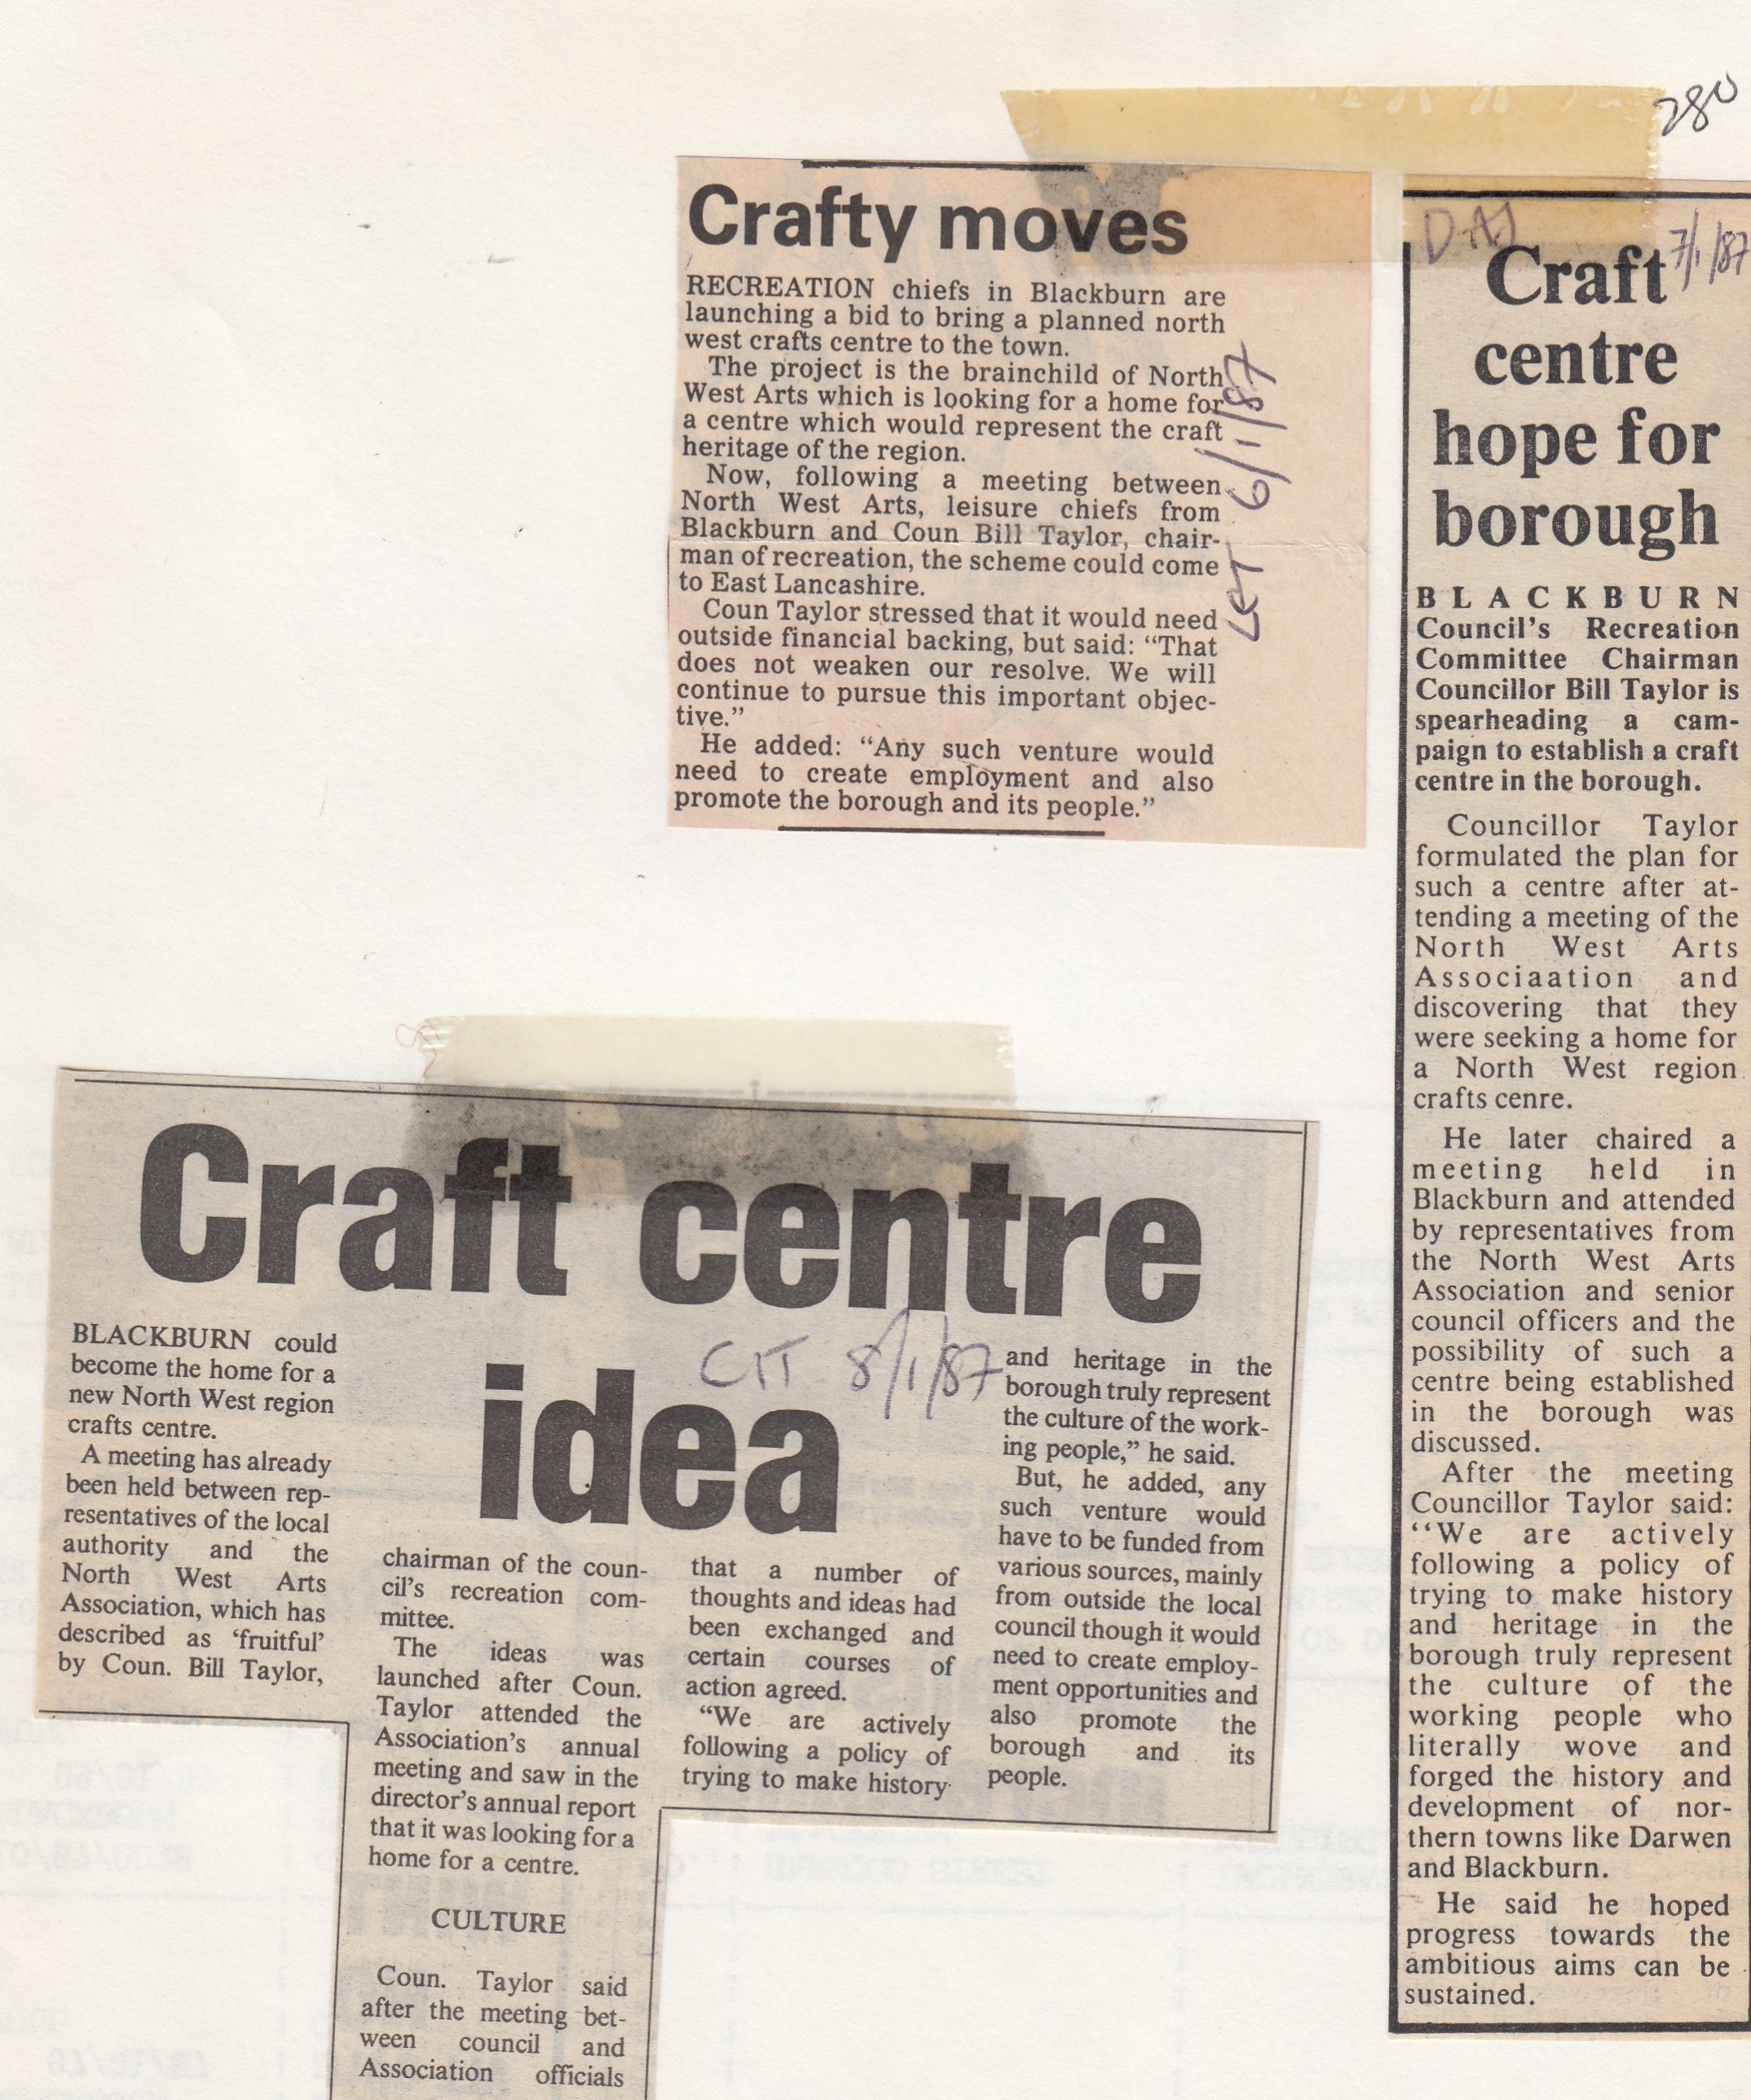 280
Crafty moves
RECREATION chiefs in Blackburn are
launching a bid to bring a planned north
west crafts centre to the town.
The project is the brainchild of North
West Arts which is looking for a home for
a centre which would represent the craft
heritage of the region.
Now, following a meeting between
North West Arts, leisure chiefs from
Blackburn and Coun Bill Taylor, chair-
man of recreation, the scheme could come
to East Lancashire.
Coun Taylor stressed that it would need
outside financial backing, but said: “That
does not weaken our resolve. We will
continue to pursue this important objec-
tive.”
He added: “Any such venture would
need to create employment and also
promote the borough and its people.”
LET 6/1/87
7/1/87
Craft
centre
hope for
borough
BLACKBURN
Council's Recreation
Committee Chairman
Councillor Bill Taylor is
spearheading a cam-
paign to establish a craft
centre in the borough.
Councillor Taylor
formulated the plan for
such a centre after at-
tending a meeting of the
North West Arts
Associaation and
discovering that they
were seeking a home for
a North West region
crafts cenre.
He later chaired a
meeting held in
Blackburn and attended
by representatives from
the North West Arts
Association and senior
council officers and the
possibility of such a
centre being established
in the borough was
discussed.
After the meeting
Councillor Taylor said:
‘‘We are actively
following a policy of
trying to make history
and heritage in the
borough truly represent
the culture of the
working people who
literally wove and
forged the history and
development of nor-
thern towns like Darwen
and Blackburn.
He said he hoped
progress towards the
ambitious aims can be
sustained.
Craft centre
idea
CIT 8/1/87
BLACKBURN could
become the home for a
new North West region
crafts centre.
A meeting has already
been held between rep-
resentatives of the local
authority and the
North West Arts
Association, which has
described as ‘fruitful’
by Coun. Bill Taylor,
chairman of the coun-
cil's recreation com-
mittee.
The ideas was
launched after Coun.
Taylor attended the
Association's annual
meeting and saw in the
director's annual report
that it was looking for a
home for a centre.
CULTURE
Coun. Taylor said
after the meeting bet-
ween council and
Association officials
that a number of
thoughts and ideas had
been exchanged and
certain courses of
action agreed.
“We are actively
following a policy of
trying to make history
and heritage in the
borough truly represent
the culture of the work-
ing people,” he said.
But, he added, any
such venture would
have to be funded from
various sources, mainly
from outside the local
council though it would
need to create employ-
ment opportunities and
also promote the
borough and its
people.